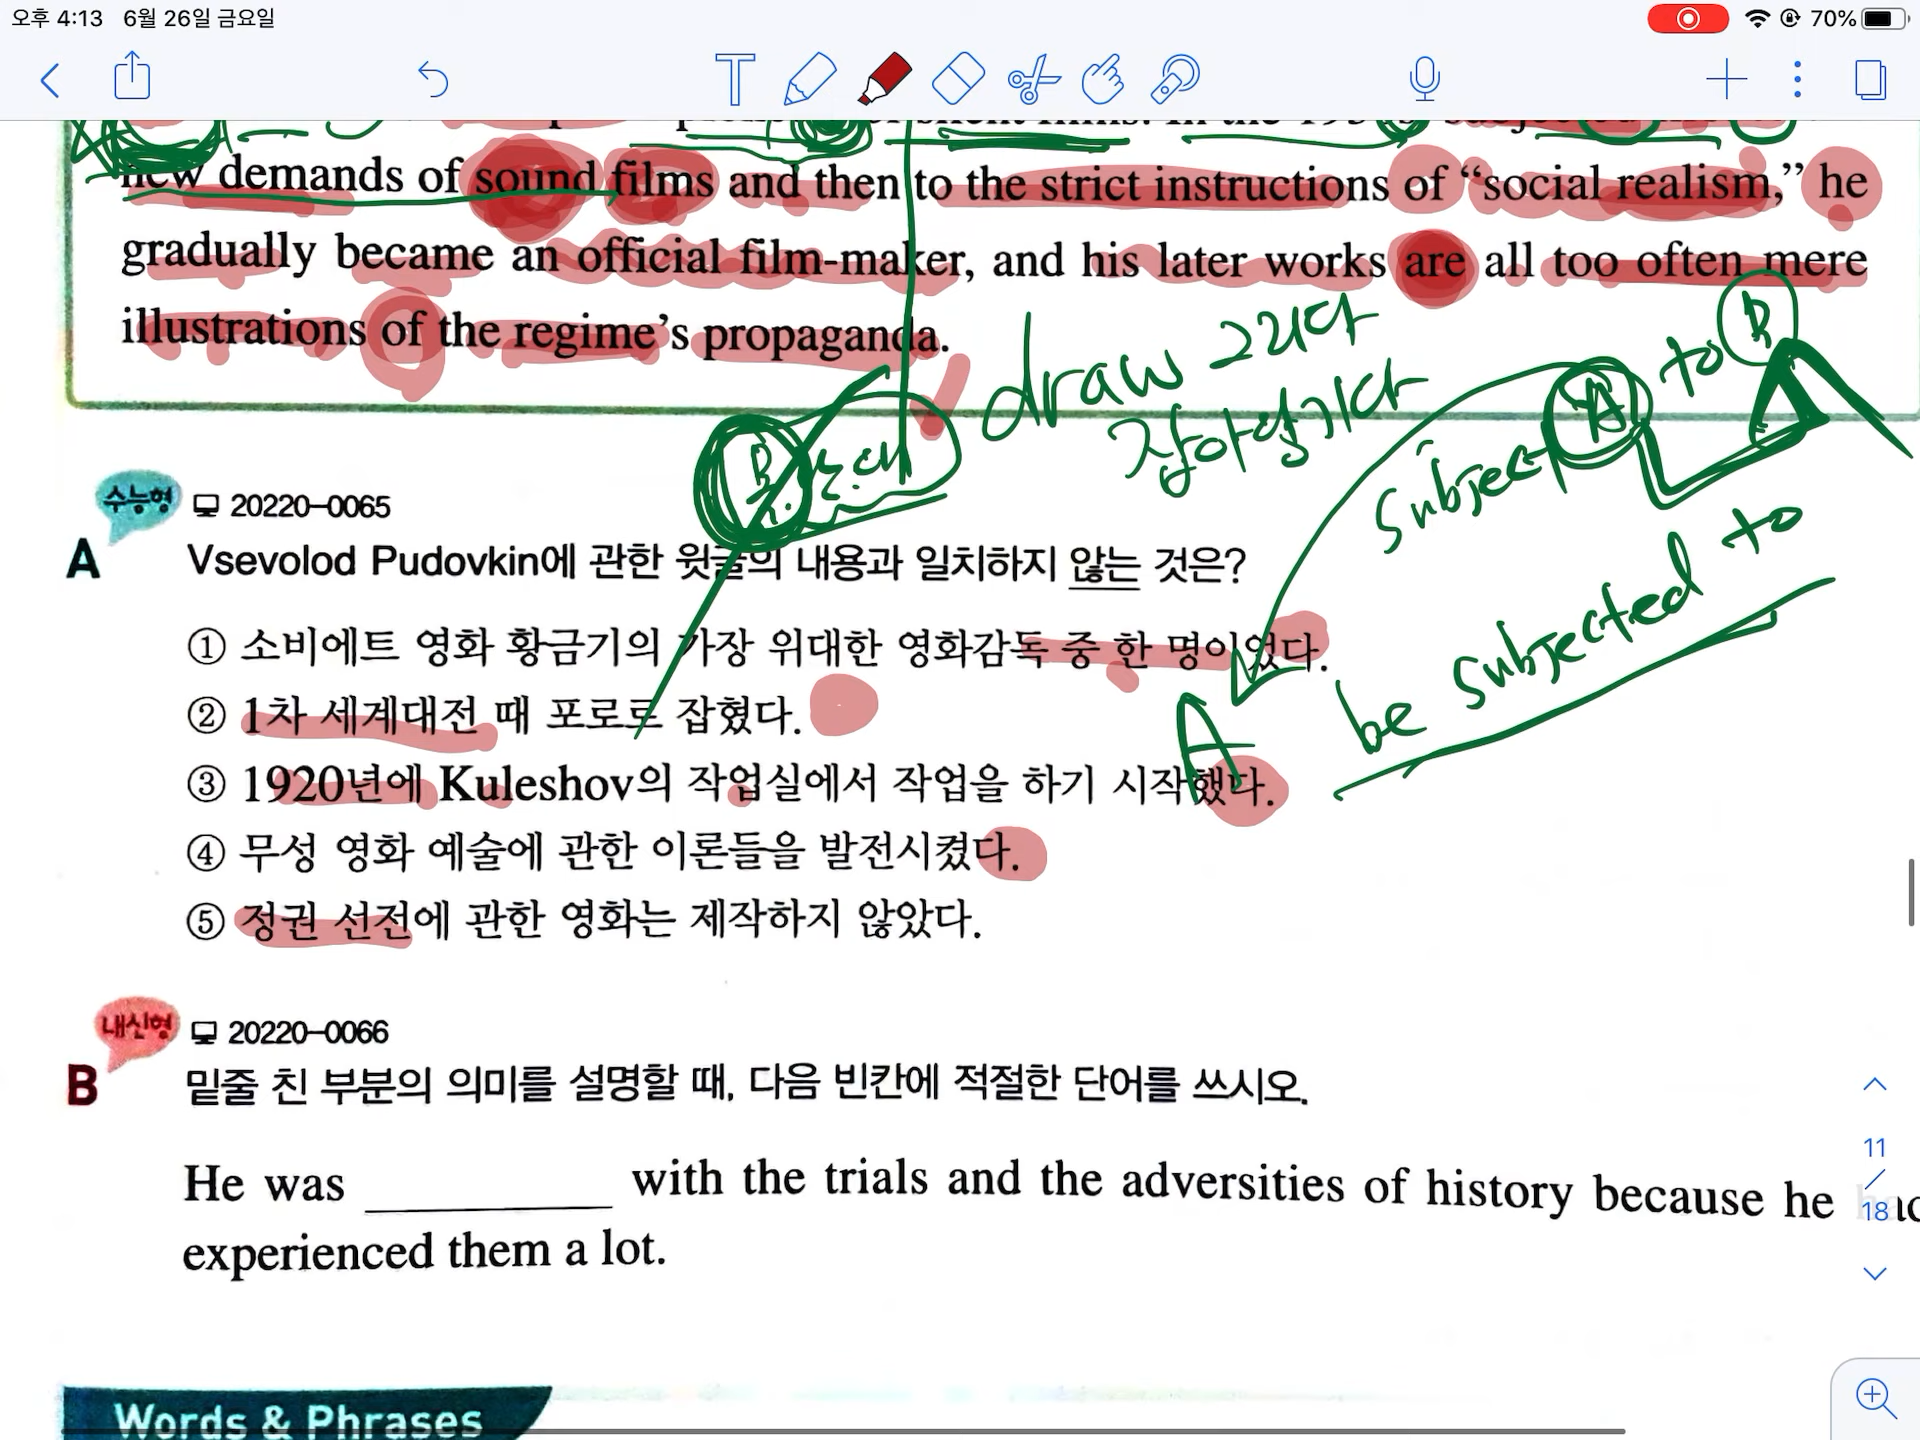 오후 4:13 6월 26일 금요일
70%
silent films. In the
new demands of sound films and then to the strict instructions of “social realism,” he
gradually became an official film-maker, and his later works are all too often mere
illustrations of the regime’s propaganda.
draw 그리다
잡아당기다
subject A to B
be subjected to
A
B
수능형
20220-0065
A Vsevolod Pudovkin에 관한 윗글의 내용과 일치하지 않는 것은?
① 소비에트 영화 황금기의 가장 위대한 영화감독 중 한 명이었다.
② 1차 세계대전 때 포로로 잡혔다.
③ 1920년에 Kuleshov의 작업실에서 작업을 하기 시작했다.
④ 무성 영화 예술에 관한 이론들을 발전시켰다.
⑤ 정권 선전에 관한 영화는 제작하지 않았다.
내신형
20220-0066
B 밑줄 친 부분의 의미를 설명할 때, 다음 빈칸에 적절한 단어를 쓰시오.
He was ________ with the trials and the adversities of history because he
experienced them a lot.
11
/
18
Words & Phrases